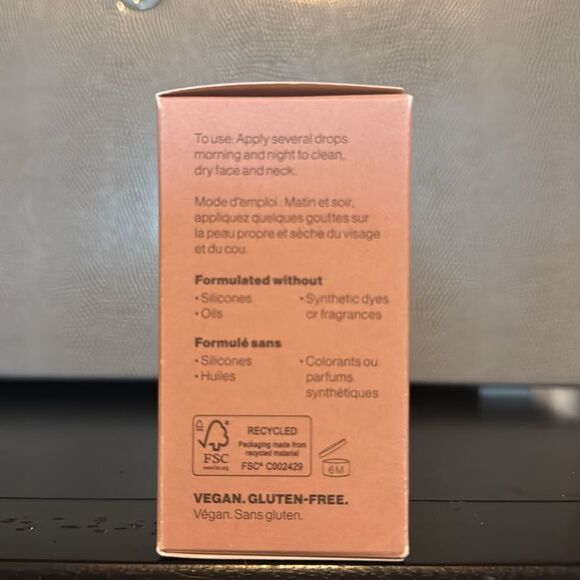 To use: Apply several drops
morning and night to clean,
dry face and neck.
Mode d'emploi : Matin et soir,
appliquez quelques gouttes sur
la peau propre et sèche du visage
et du cou.
Formulated without
• Silicones
• Oils
• Synthetic dyes
or fragrances
Formulé sans
• Silicones
• Huiles
• Colorants ou
parfums
synthétiques
FSC
www.fsc.org
RECYCLED
Packaging made from
recycled material
FSC® C002429
6M
VEGAN. GLUTEN-FREE.
Végan. Sans gluten.